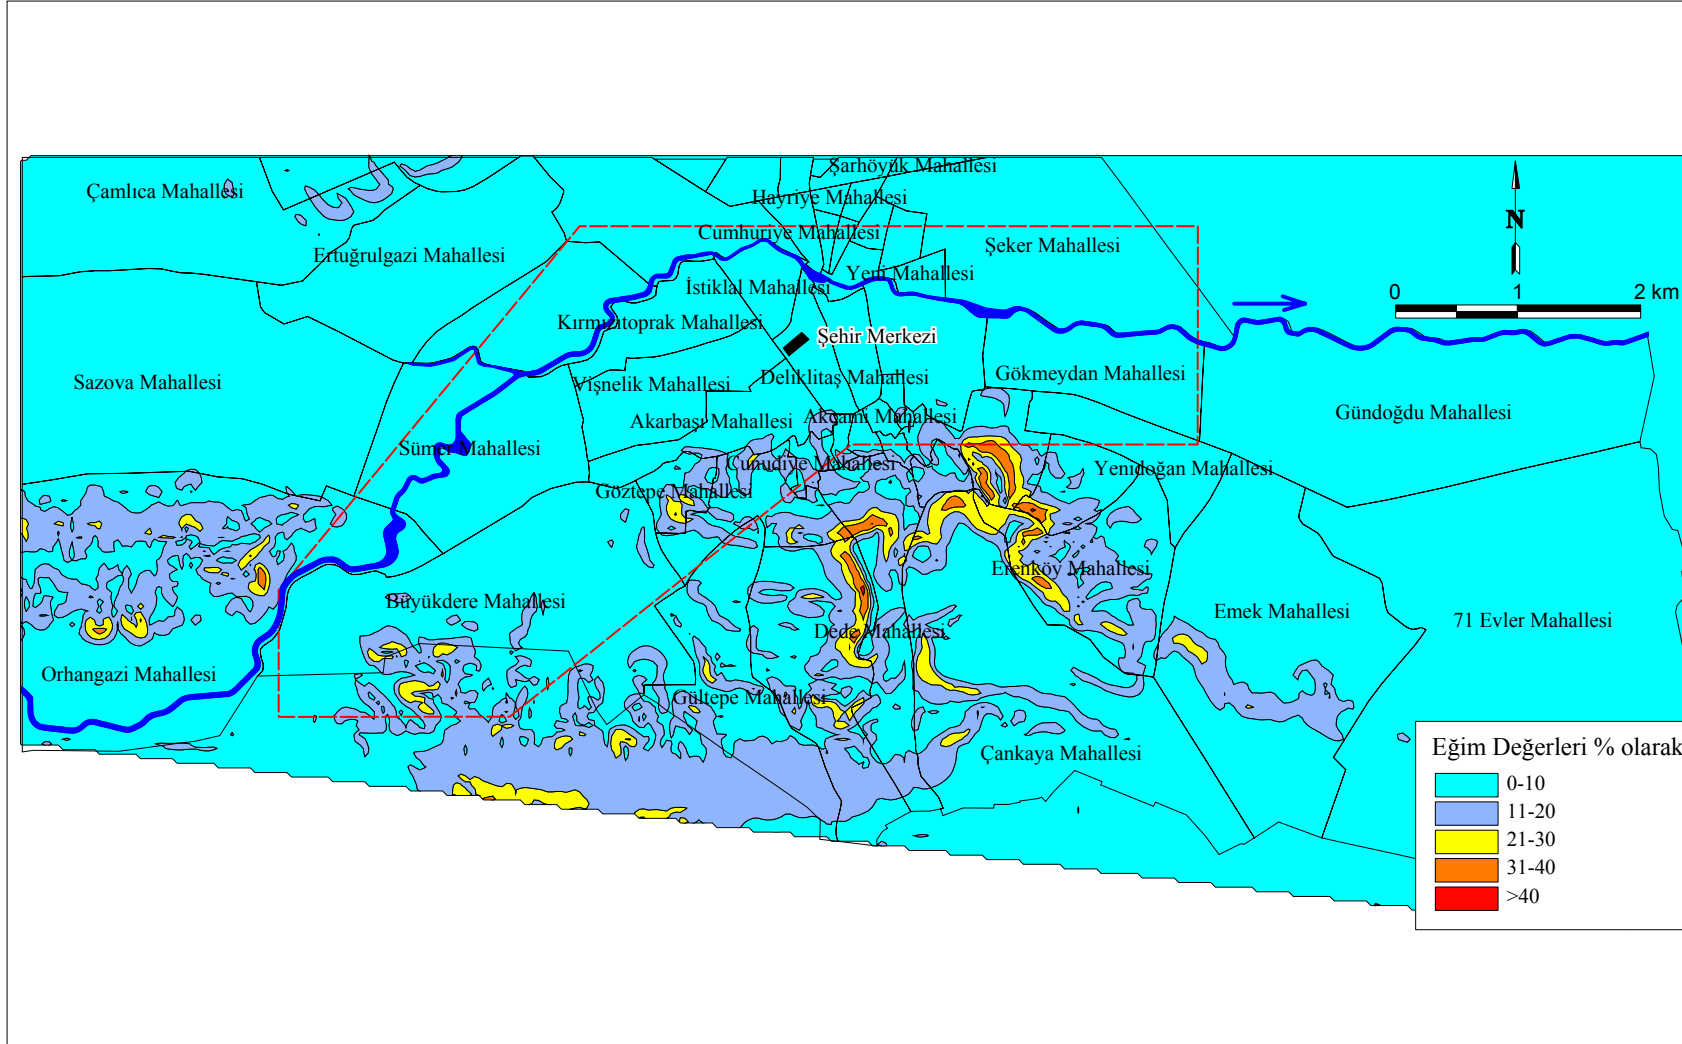 Şarhöyük Mahallesi
Çamlıca Mahallesi
Hayriye Mahallesi
N
Cumhuriye Mahallesi
Şeker Mahallesi
Ertuğrulgazi Mahallesi
Yeni Mahallesi
İstiklal Mahallesi
0 1 2 km
Kırmızıtoprak Mahallesi
Şehir Merkezi
Sazova Mahallesi
Vişnelik Mahallesi
Deliklitaş Mahallesi
Gökmeydan Mahallesi
Gündoğdu Mahallesi
Akarbaşı Mahallesi
Akcami Mahallesi
Sümer Mahallesi
Cunudiye Mahallesi
Yenidoğan Mahallesi
Göztepe Mahallesi
Erenköy Mahallesi
Büyükdere Mahallesi
Emek Mahallesi
71 Evler Mahallesi
Dede Mahallesi
Orhangazi Mahallesi
Gültepe Mahallesi
Çankaya Mahallesi
Eğim Değerleri % olarak
0-10
11-20
21-30
31-40
>40